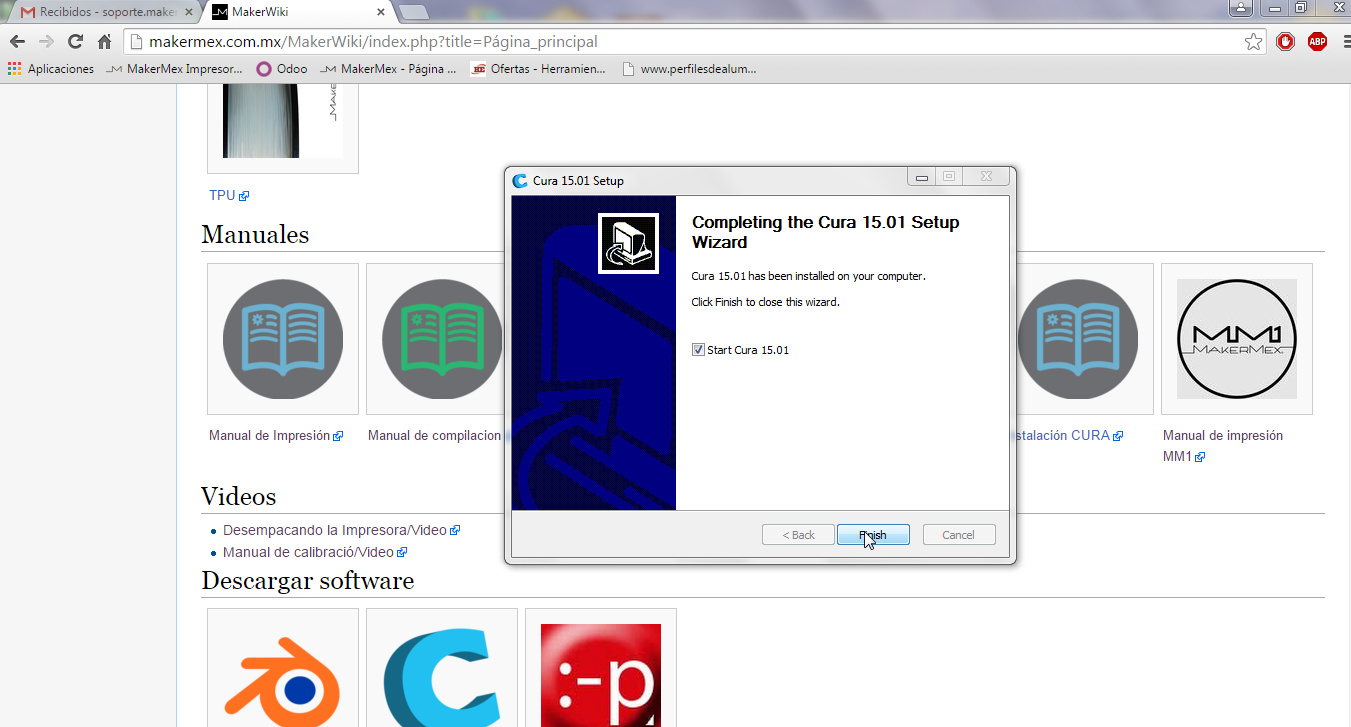 Recibidos - soporte.maker
MakerWiki
makermex.com.mx/MakerWiki/index.php?title=Página_principal
ABP
Aplicaciones
MakerMex Impresor...
Odoo
MakerMex - Página ...
Ofertas - Herramien...
www.perfilesdealum...
TPU
Manuales
Manual de Impresión
Manual de compilacion
stalación CURA
MM1
MAKERMEX
Manual de impresión
MM1
Videos
Desempacando la Impresora/Video
Manual de calibració/Video
Descargar software
:-p
Cura 15.01 Setup
Completing the Cura 15.01 Setup
Wizard
Cura 15.01 has been installed on your computer.
Click Finish to close this wizard.
Start Cura 15.01
< Back
Finish
Cancel